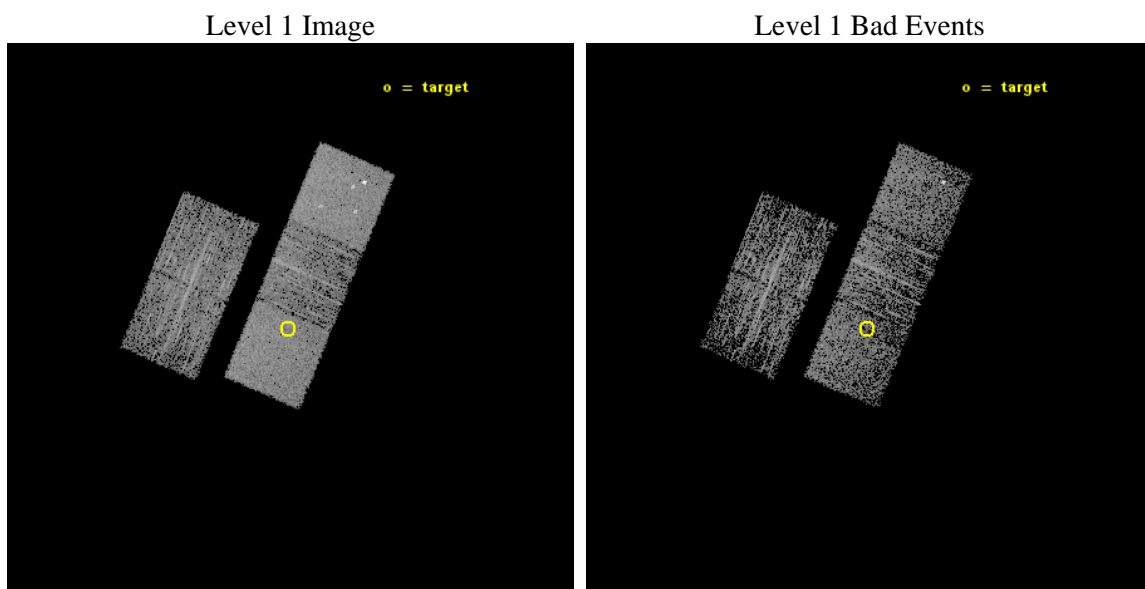 Level 1 Image
Level 1 Bad Events
o = target
o = target